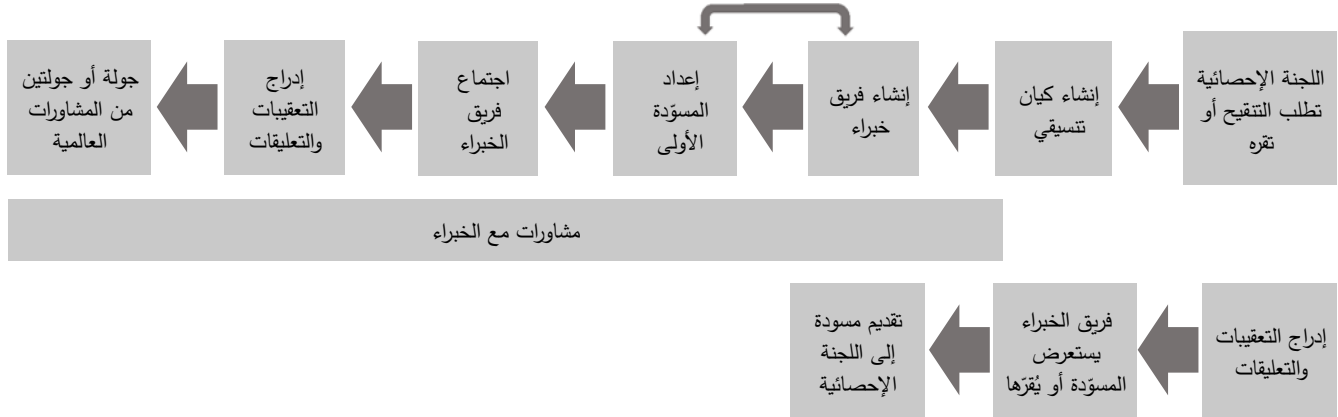 اللجنة الإحصائية
تطلب التنقيح أو
تقره
إنشاء كيان
تنسيقي
إنشاء فريق
خبراء
إعداد
المسوّدة
الأولى
اجتماع
فريق
الخبراء
إدراج
التعقيبات
والتعليقات
جولة أو جولتين
من المشاورات
العالمية
مشاورات مع الخبراء
إدراج التعقيبات
والتعليقات
فريق الخبراء
يستعرض
المسوّدة أو يُقرّها
تقديم مسودة
إلى اللجنة
الإحصائية